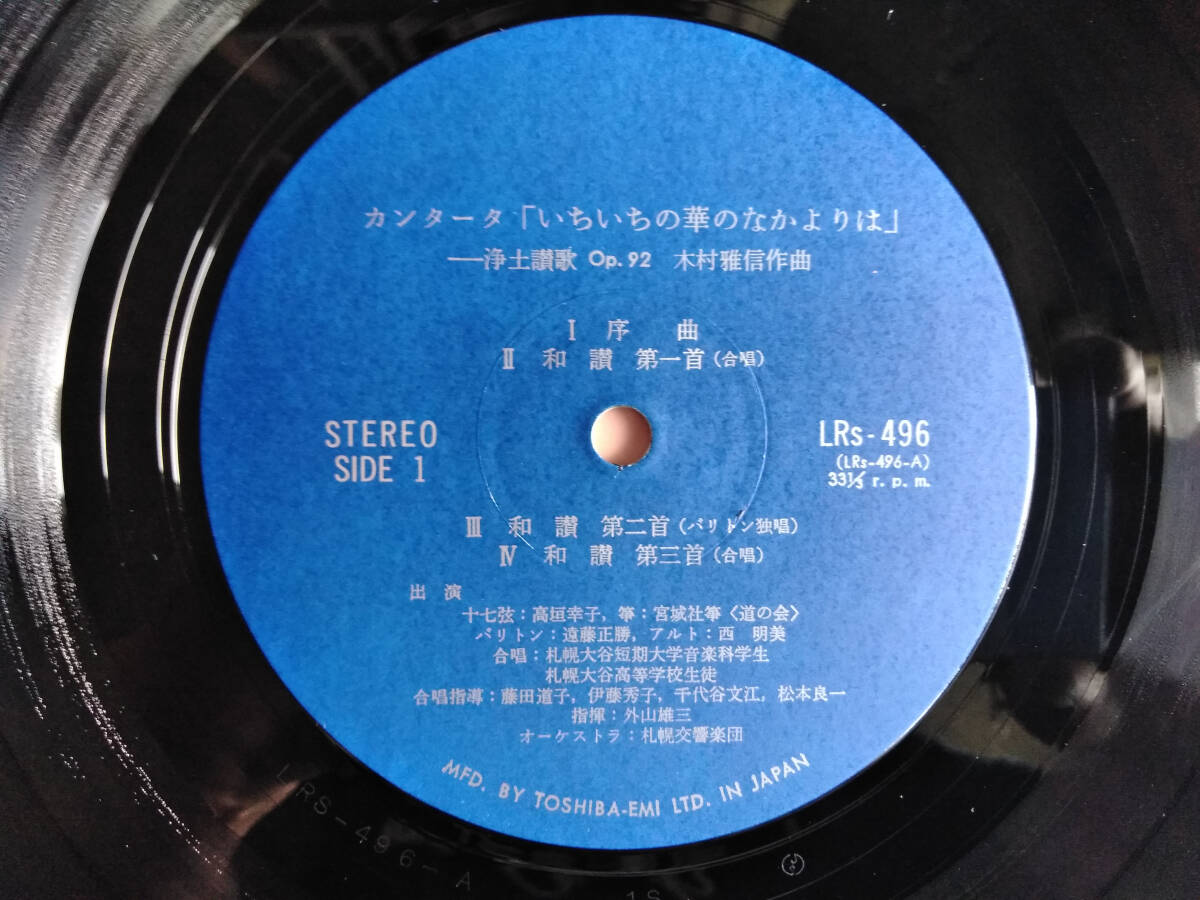 カンタータ「いちいちの華のなかよりは」
——浄土讃歌 Op. 92 木村雅信作曲
Ⅰ 序 曲
Ⅱ 和 讃 第一首(合唱)
STEREO
SIDE 1
LRs-496
(LRs-496-A)
33⅓ r. p. m.
Ⅲ 和 讃 第二首(バリトン独唱)
Ⅳ 和 讃 第三首(合唱)
出 演
十七弦:高垣幸子, 箏:宮城社箏〈道の会〉
バリトン:遠藤正勝, アルト:西 明美
合唱:札幌大谷短期大学音楽科学生
札幌大谷高等学校生徒
合唱指導:藤田道子, 伊藤秀子, 千代谷文江, 松本良一
指揮:外山雄三
オーケストラ:札幌交響楽団
MFD. BY TOSHIBA-EMI LTD. IN JAPAN
LRS-496-A
1S